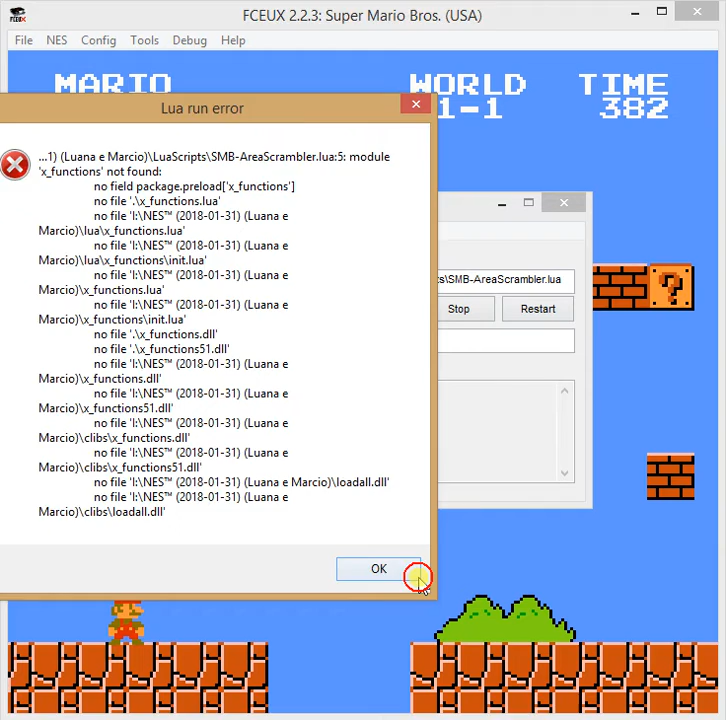 FCEUX 2.2.3: Super Mario Bros. (USA)
File NES Config Tools Debug Help
MARIO WORLD TIME
1-1 382
Lua run error
...1) (Luana e Marcio)\LuaScripts\SMB-AreaScrambler.lua:5: module
'x_functions' not found:
no field package.preload['x_functions']
no file '.\x_functions.lua'
no file 'I:\NES™ (2018-01-31) (Luana e
Marcio)\lua\x_functions.lua'
no file 'I:\NES™ (2018-01-31) (Luana e
Marcio)\lua\x_functions\init.lua'
no file 'I:\NES™ (2018-01-31) (Luana e
Marcio)\x_functions.lua'
no file 'I:\NES™ (2018-01-31) (Luana e
Marcio)\x_functions\init.lua'
no file '.\x_functions.dll'
no file '.\x_functions51.dll'
no file 'I:\NES™ (2018-01-31) (Luana e
Marcio)\x_functions.dll'
no file 'I:\NES™ (2018-01-31) (Luana e
Marcio)\x_functions51.dll'
no file 'I:\NES™ (2018-01-31) (Luana e
Marcio)\clibs\x_functions.dll'
no file 'I:\NES™ (2018-01-31) (Luana e
Marcio)\clibs\x_functions51.dll'
no file 'I:\NES™ (2018-01-31) (Luana e Marcio)\loadall.dll'
no file 'I:\NES™ (2018-01-31) (Luana e
Marcio)\clibs\loadall.dll'
OK
ts\SMB-AreaScrambler.lua
Stop Restart